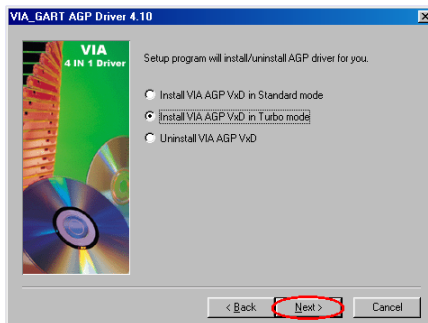 VIA_GART AGP Driver 4.10
VIA
4 IN 1 Driver
Setup program will install/uninstall AGP driver for you.
Install VIA AGP VxD in Standard mode
Install VIA AGP VxD in Turbo mode
Uninstall VIA AGP VxD
< Back
Next >
Cancel